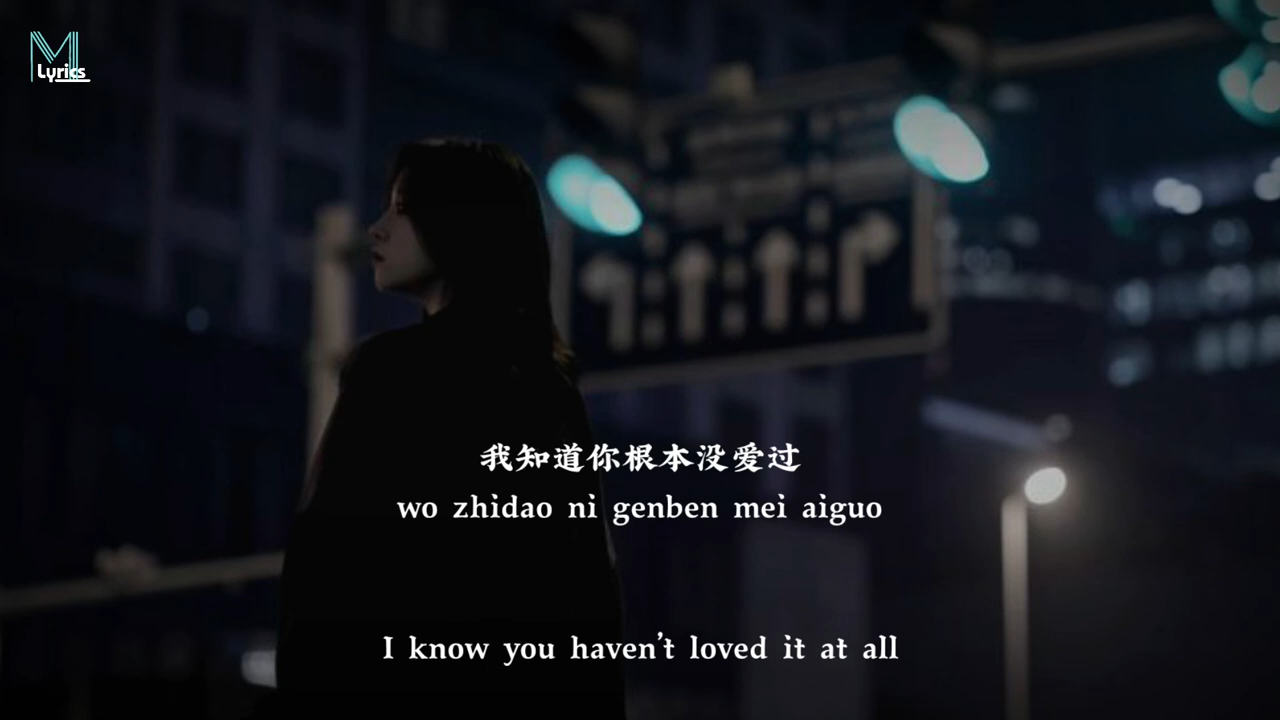 M
Lyrics
我知道你根本没爱过
wo zhidao ni genben mei aiguo
I know you haven't loved it at all